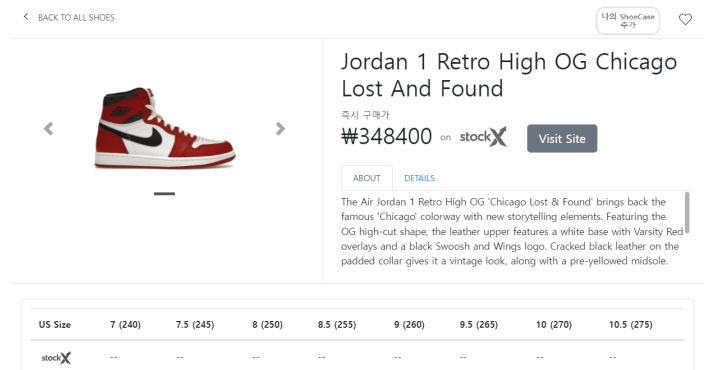 BACK TO ALL SHOES
나의 ShoeCase
추가
Jordan 1 Retro High OG Chicago
Lost And Found
즉시 구매가
₩348400 on stockX Visit Site
ABOUT DETAILS
The Air Jordan 1 Retro High OG 'Chicago Lost & Found' brings back the
famous 'Chicago' colorway with new storytelling elements. Featuring the
OG high-cut shape, the leather upper features a white base with Varsity Red
overlays and a black Swoosh and Wings logo. Cracked black leather on the
padded collar gives it a vintage look, along with a pre-yellowed midsole.
US Size 7 (240) 7.5 (245) 8 (250) 8.5 (255) 9 (260) 9.5 (265) 10 (270) 10.5 (275)
stockX -- -- -- -- -- -- -- --